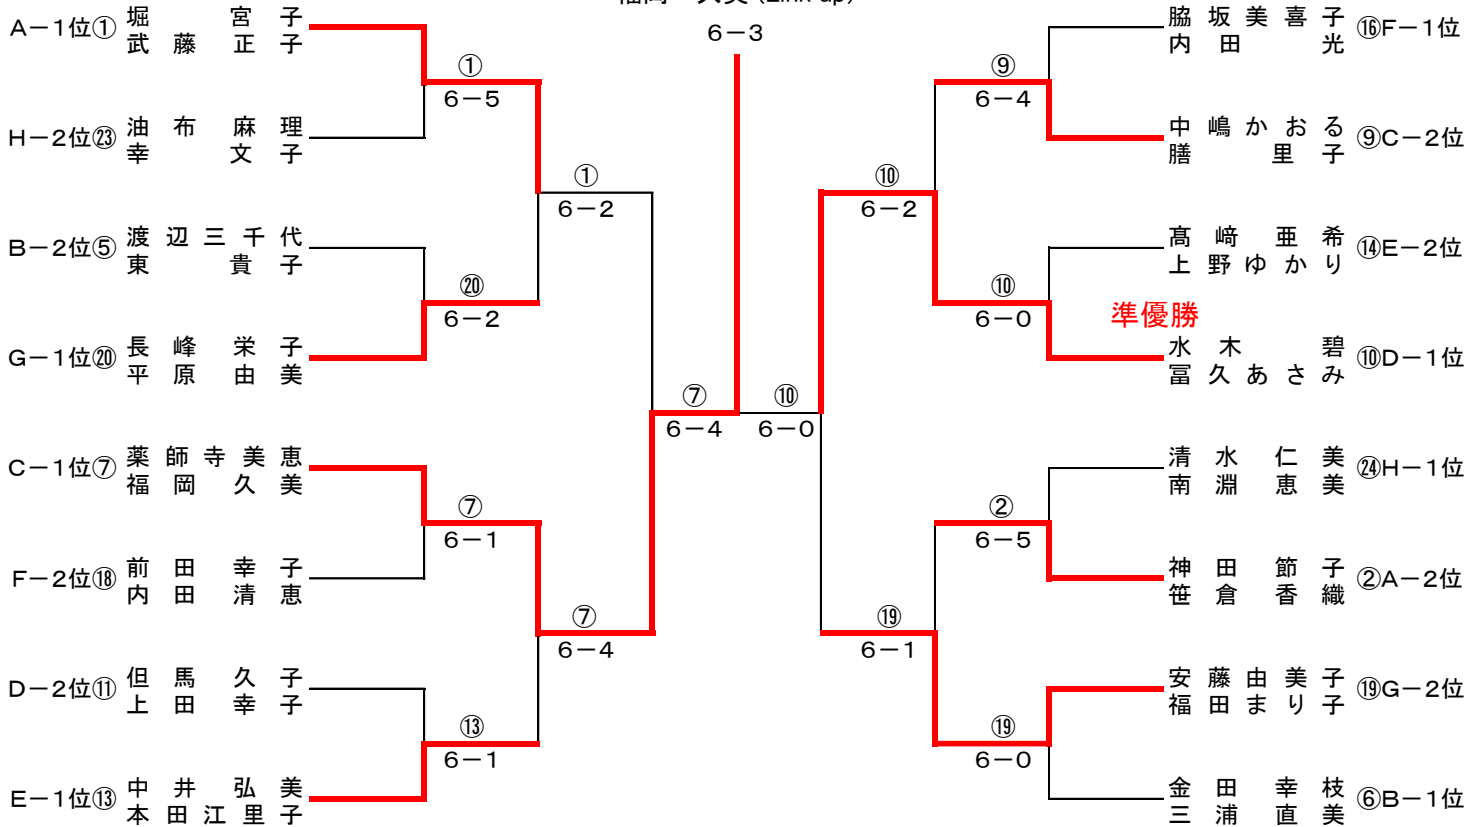 福岡 久美 (Link up)
6-3
A-1位① 堀宮子
武藤正子
①
6-5
H-2位㉓ 油布麻理
幸文子
①
6-2
B-2位⑤ 渡辺三千代
東貴子
⑳
6-2
G-1位⑳ 長峰栄子
平原由美
⑦
6-4
C-1位⑦ 薬師寺美恵
福岡久美
⑦
6-1
F-2位⑱ 前田幸子
内田清恵
⑦
6-4
D-2位⑪ 但馬久子
上田幸子
⑬
6-1
E-1位⑬ 中井弘美
本田江里子
脇坂美喜子 ⑯F-1位
内田光
⑨
6-4
中嶋かおる ⑨C-2位
膳里子
⑩
6-2
髙﨑亜希 ⑭E-2位
上野ゆかり
⑩
6-0
準優勝
水木碧 ⑩D-1位
冨久あさみ
⑩
6-0
清水仁美 ㉔H-1位
南淵恵美
②
6-5
神田節子 ②A-2位
笹倉香織
⑲
6-1
安藤由美子 ⑲G-2位
福田まり子
⑲
6-0
金田幸枝 ⑥B-1位
三浦直美